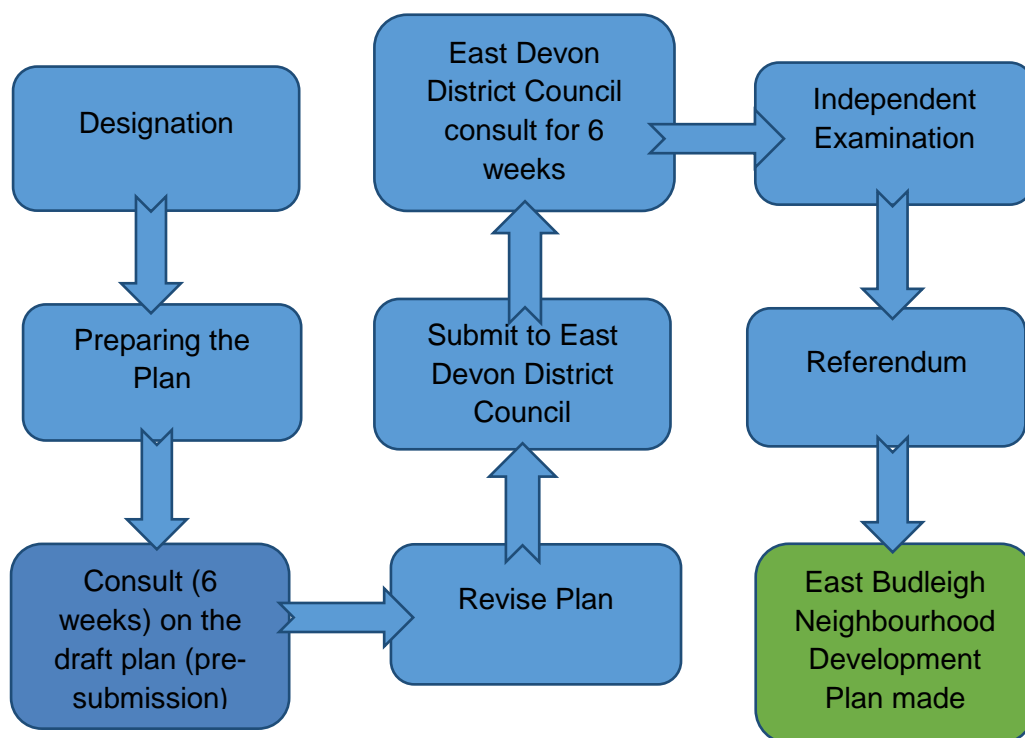 Designation
Preparing the
Plan
Consult (6
weeks) on the
draft plan (pre-
submission)
Revise Plan
Submit to East
Devon District
Council
East Devon
District Council
consult for 6
weeks
Independent
Examination
Referendum
East Budleigh
Neighbourhood
Development
Plan made